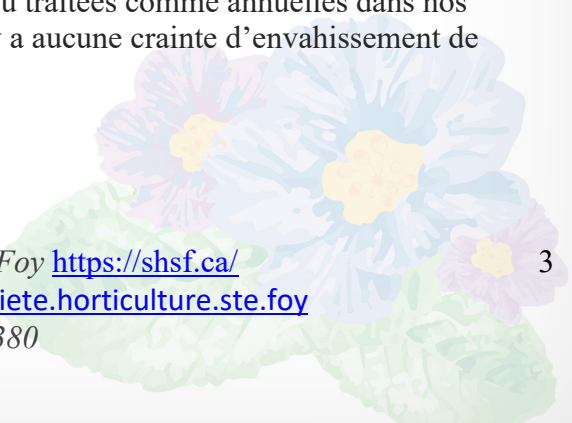 u traitées comme annuelles dans nos
a aucune crainte d’envahissement de
Foy https://shsf.ca/
3
iete.horticulture.ste.foy
380